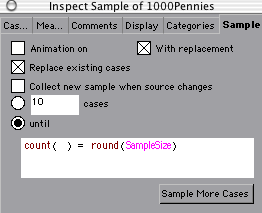 Inspect Sample of 1000Pennies
Cas... Mea... Comments Display Categories Sample
Animation on With replacement
Replace existing cases
Collect new sample when source changes
10 cases
until
count( ) = round(SampleSize)
Sample More Cases